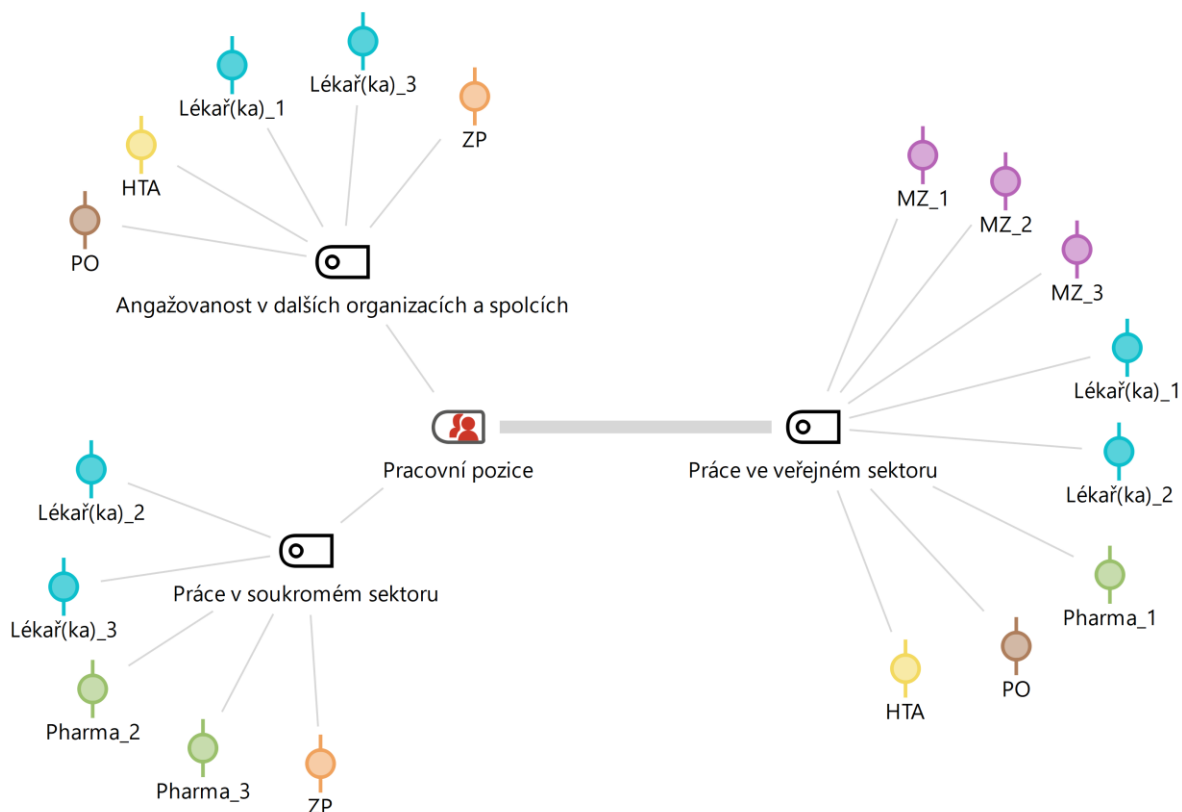 Lékař(ka)_3
Lékař(ka)_1
ZP
HTA
PO
Angažovanost v dalších organizacích a spolcích
MZ_1
MZ_2
MZ_3
Lékař(ka)_1
Pracovní pozice
Práce ve veřejném sektoru
Lékař(ka)_2
Lékař(ka)_2
Práce v soukromém sektoru
Lékař(ka)_3
Pharma_1
PO
HTA
Pharma_2
Pharma_3
ZP